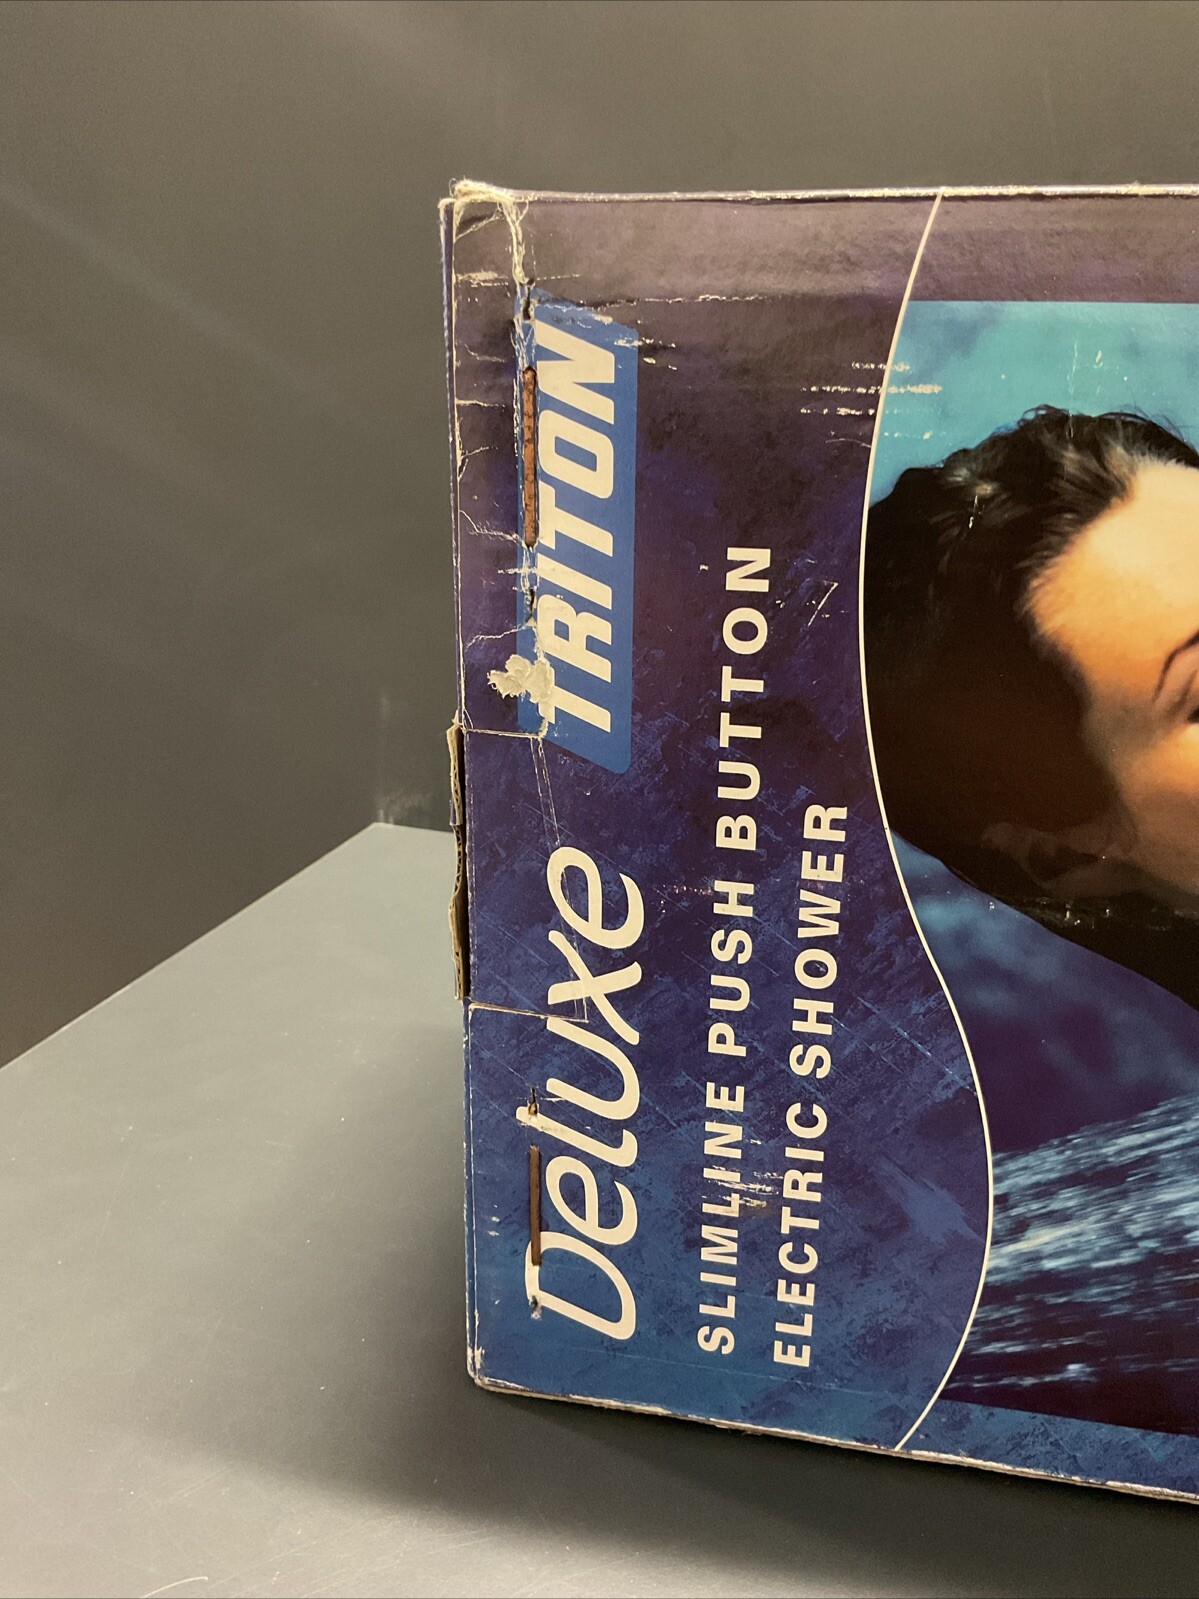 TRITON
Deluxe
SLIMLINE PUSH BUTTON
ELECTRIC SHOWER